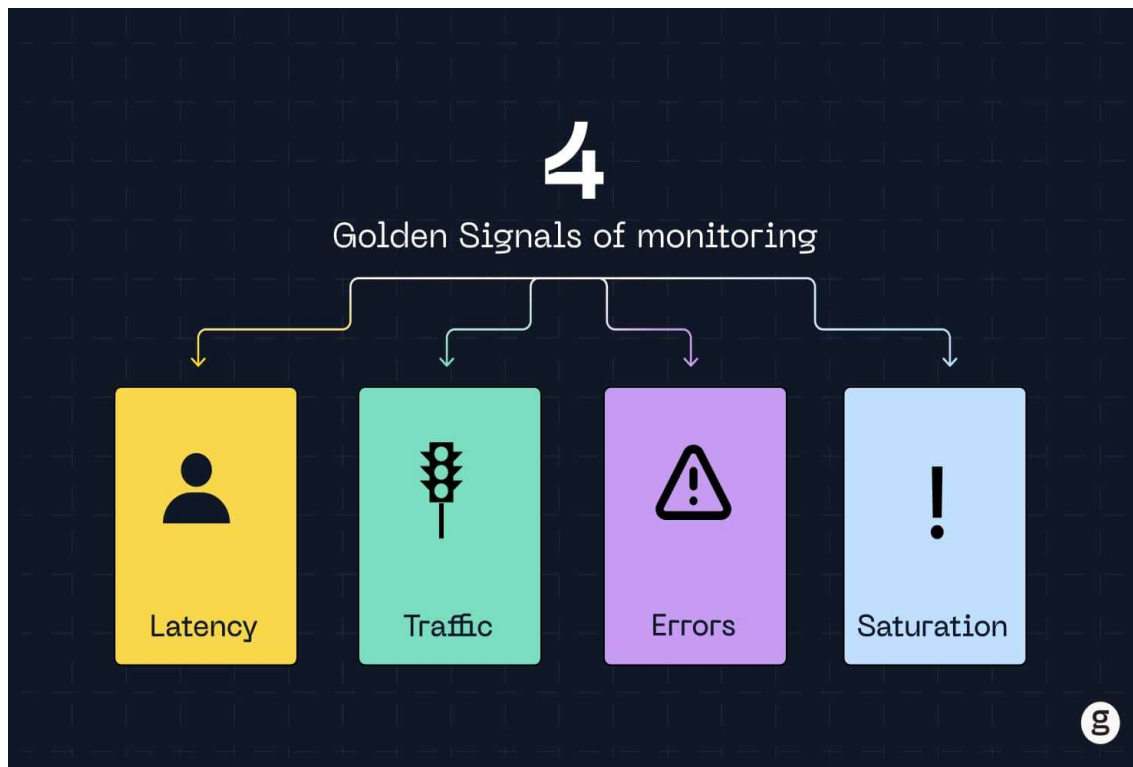 4
Golden Signals of monitoring
Latency
Traffic
Errors
Saturation
g